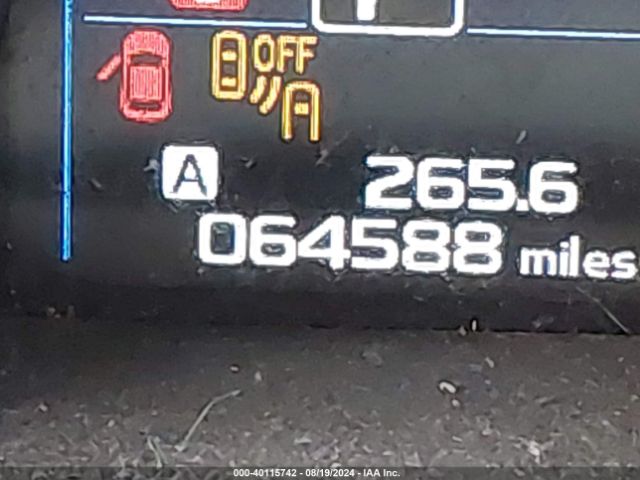 OFF
A 265.6
064588 miles
000-40115742 - 08/19/2024 - IAA Inc.